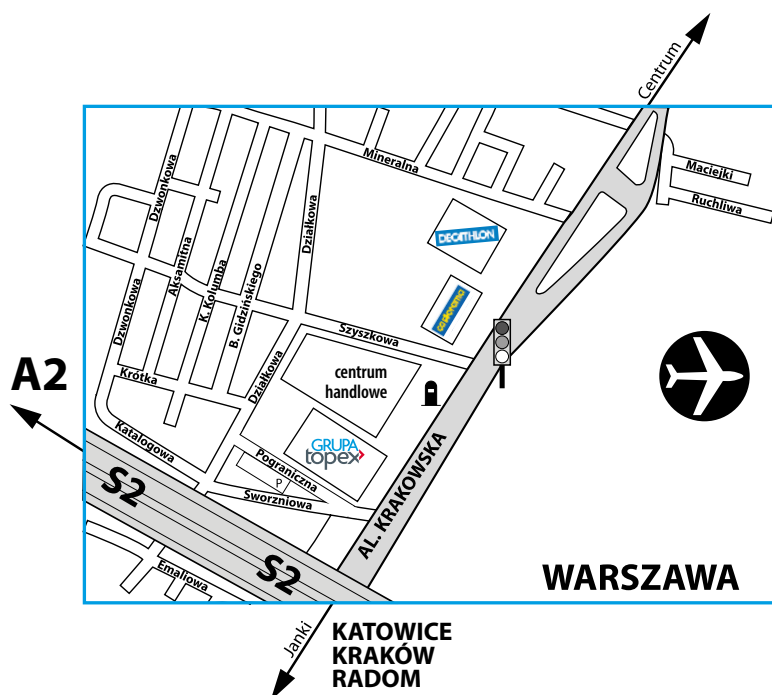 Centrum
Maciejki
Ruchliwa
Mineralna
Dzwonkowa
Działkowa
Aksamitna
K. Kolumba
B. Gidzińskiego
DECATHLON
castorama
Dzwonkowa
Szyszkowa
Działkowa
centrum
handlowe
A2
Krótka
Katalogowa
GRUPA
topex
Pograniczna
P
Sworzniowa
AL. KRAKOWSKA
S2
S2
Emaliowa
WARSZAWA
Janki
KATOWICE
KRAKÓW
RADOM